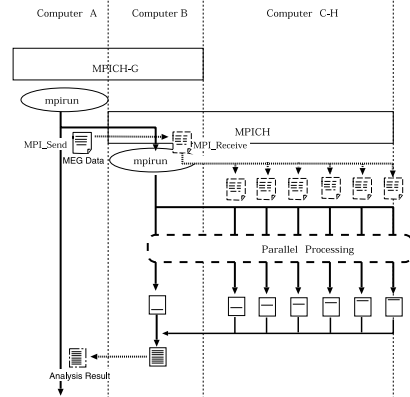 Computer A
Computer B
Computer C-H
MPICH-G
mpirun
MPICH
MPI_Send
MPI_Receive
MEG Data
mpirun
Parallel Processing
Analysis Result